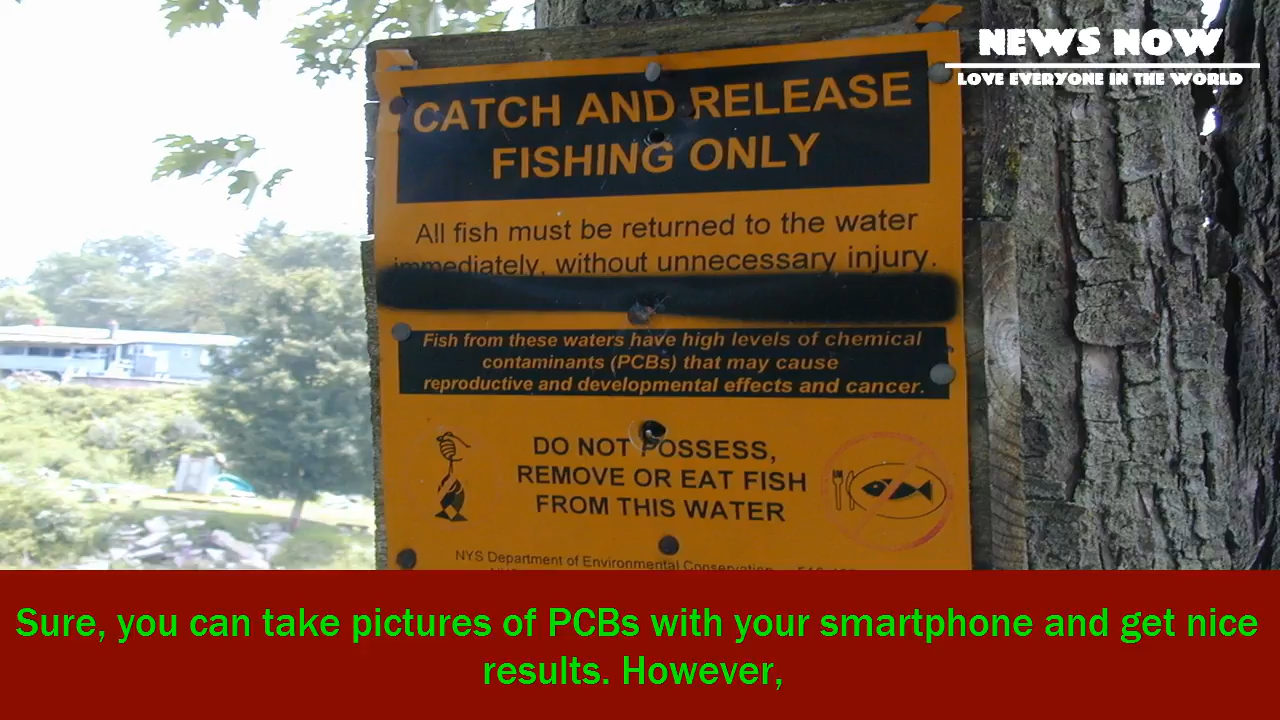 NEWS NOW
LOVE EVERYONE IN THE WORLD
CATCH AND RELEASE
FISHING ONLY
All fish must be returned to the water
immediately, without unnecessary injury.
Fish from these waters have high levels of chemical
contaminants (PCBs) that may cause
reproductive and developmental effects and cancer.
DO NOT POSSESS,
REMOVE OR EAT FISH
FROM THIS WATER
NYS Department of Environmental Conservation
Sure, you can take pictures of PCBs with your smartphone and get nice
results. However,